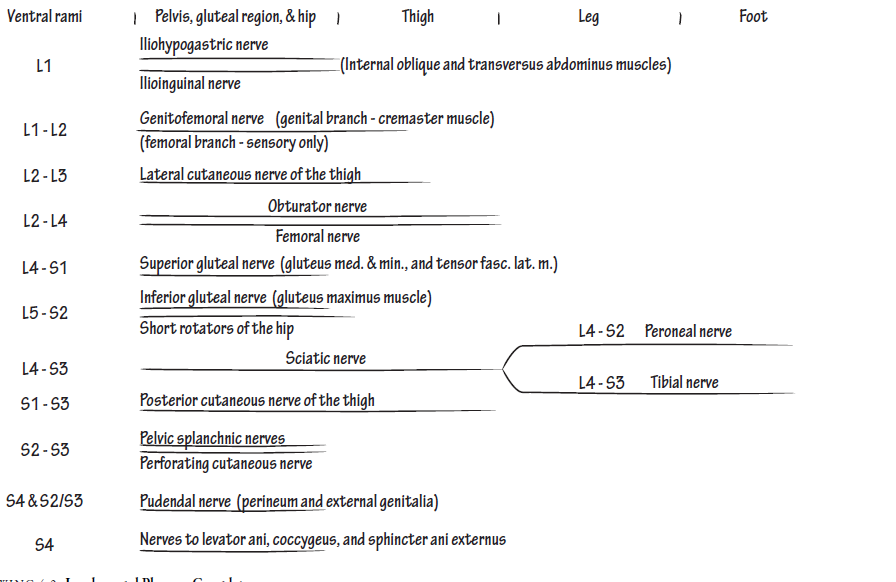 Ventral rami | Pelvis, gluteal region, & hip | Thigh | Leg | Foot
Iliohypogastric nerve
L1 (Internal oblique and transversus abdominus muscles)
Ilioinguinal nerve
Genitofemoral nerve (genital branch - cremaster muscle)
L1 - L2
(femoral branch - sensory only)
L2 - L3 Lateral cutaneous nerve of the thigh
Obturator nerve
L2 - L4
Femoral nerve
L4 - S1 Superior gluteal nerve (gluteus med. & min., and tensor fasc. lat. m.)
Inferior gluteal nerve (gluteus maximus muscle)
L5 - S2
Short rotators of the hip
L4 - S2 Peroneal nerve
Sciatic nerve
L4 - S3
L4 - S3 Tibial nerve
S1 - S3 Posterior cutaneous nerve of the thigh
Pelvic splanchnic nerves
S2 - S3
Perforating cutaneous nerve
S4 & S2/S3 Pudendal nerve (perineum and external genitalia)
S4 Nerves to levator ani, coccygeus, and sphincter ani externus